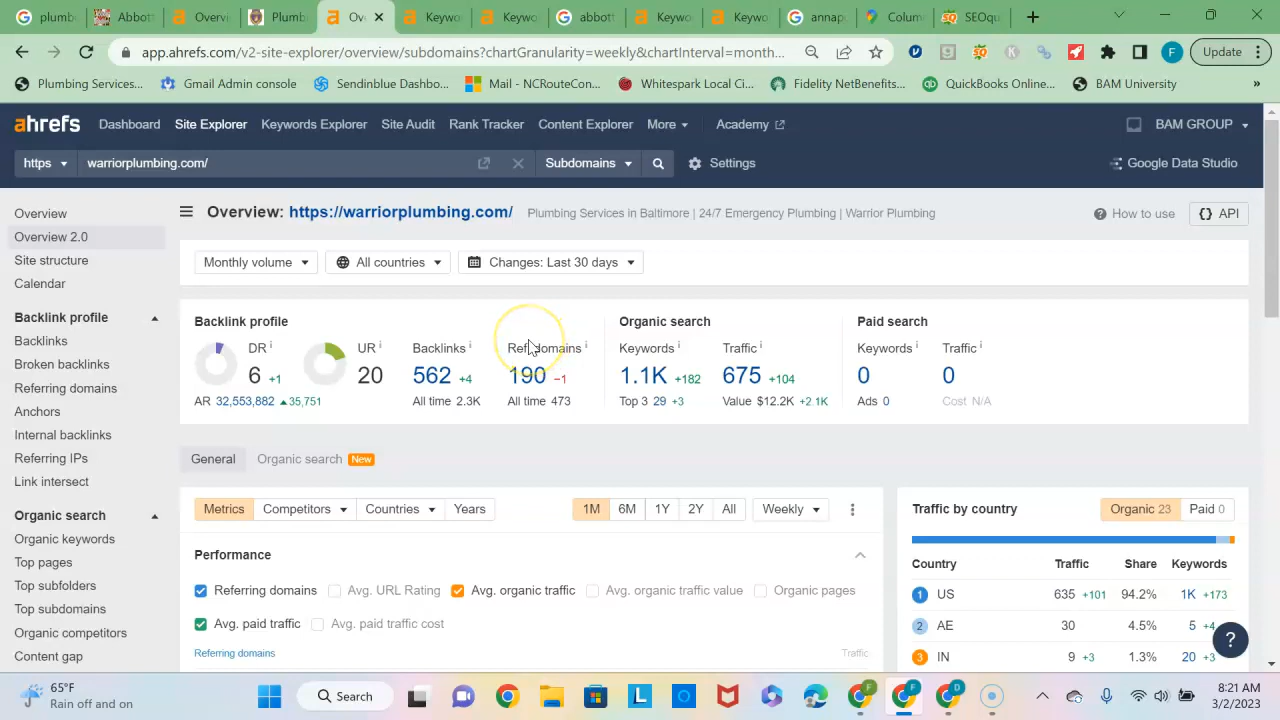 plumb
Abbott
Overv
Plumb
Ove
Keywo
Keywo
abbott
Keywo
Keywo
annapu
Colum
SEOqu
app.ahrefs.com/v2-site-explorer/overview/subdomains?chartGranularity=weekly&chartInterval=month...
Update
Plumbing Services...
Gmail Admin console
Sendinblue Dashbo...
Mail - NCRouteCon...
Whitespark Local Ci...
Fidelity NetBenefits...
QuickBooks Online...
BAM University
»
ahrefs Dashboard Site Explorer Keywords Explorer Site Audit Rank Tracker Content Explorer More Academy BAM GROUP
https warriorplumbing.com/ Subdomains Settings Google Data Studio
Overview
Overview 2.0
Site structure
Calendar
Backlink profile
Backlinks
Broken backlinks
Referring domains
Anchors
Internal backlinks
Referring IPs
Link intersect
Organic search
Organic keywords
Top pages
Top subfolders
Top subdomains
Organic competitors
Content gap
Overview: https://warriorplumbing.com/ Plumbing Services in Baltimore | 24/7 Emergency Plumbing | Warrior Plumbing How to use {} API
Monthly volume All countries Changes: Last 30 days
Backlink profile
DR i
6 +1
AR 32,553,882 ▲35,751
UR i
20
Backlinks i
562 +4
All time 2.3K
Ref. domains i
190 −1
All time 473
Organic search
Keywords i
1.1K +182
Top 3 29 +3
Traffic i
675 +104
Value $12.2K +2.1K
Paid search
Keywords i
0
Ads 0
Traffic i
0
Cost N/A
General Organic search New
Metrics Competitors Countries Years 1M 6M 1Y 2Y All Weekly
Performance
Referring domains Avg. URL Rating Avg. organic traffic Avg. organic traffic value Organic pages
Avg. paid traffic Avg. paid traffic cost
Referring domains Traffic
Traffic by country Organic 23 Paid 0
Country Traffic Share Keywords
1 US 635 +101 94.2% 1K +173
2 AE 30 4.5% 5 +4
3 IN 9 +3 1.3% 20 +3
?
65°F
Rain off and on
Search
8:21 AM
3/2/2023